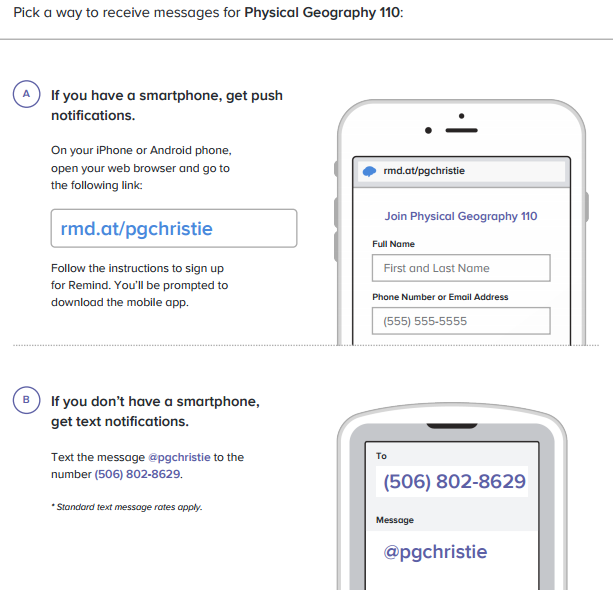 Pick a way to receive messages for Physical Geography 110:
A
If you have a smartphone, get push
notifications.
On your iPhone or Android phone,
open your web browser and go to
the following link:
rmd.at/pgchristie
Follow the instructions to sign up
for Remind. You’ll be prompted to
download the mobile app.
rmd.at/pgchristie
Join Physical Geography 110
Full Name
First and Last Name
Phone Number or Email Address
(555) 555-5555
B
If you don’t have a smartphone,
get text notifications.
Text the message @pgchristie to the
number (506) 802-8629.
* Standard text message rates apply.
To
(506) 802-8629
Message
@pgchristie